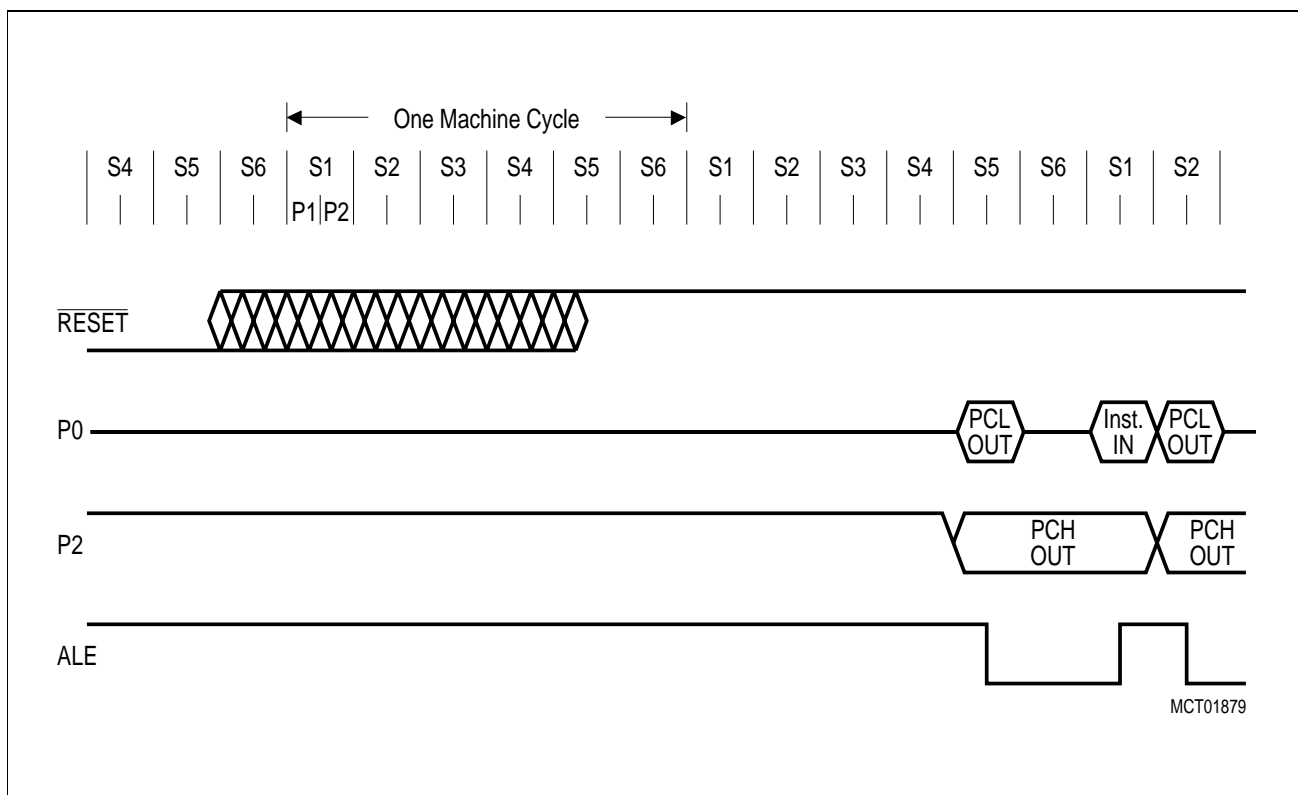 One Machine Cycle
S4 S5 S6 S1 S2 S3 S4 S5 S6 S1 S2 S3 S4 S5 S6 S1 S2
P1 P2
RESET
P0
PCL OUT
Inst. IN
PCL OUT
P2
PCH OUT
PCH OUT
ALE
MCT01879